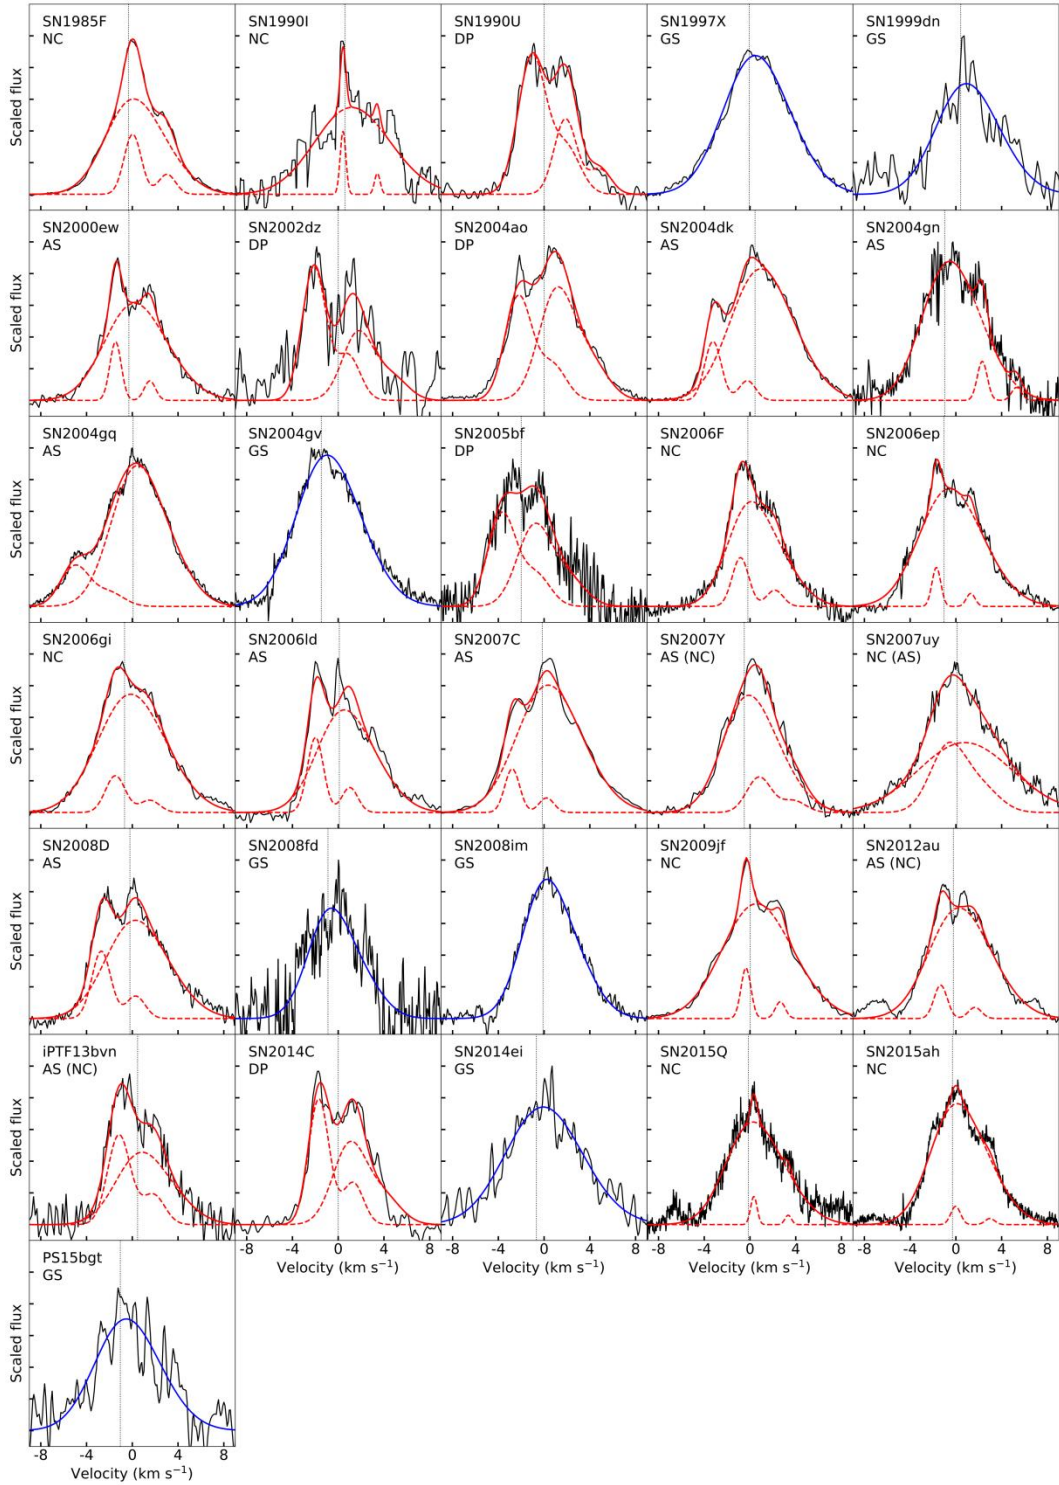 SN1985F
NC
SN1990I
NC
SN1990U
DP
SN1997X
GS
SN1999dn
GS
Scaled flux
SN2000ew
AS
SN2002dz
DP
SN2004ao
DP
SN2004dk
AS
SN2004gn
AS
Scaled flux
SN2004gq
AS
SN2004gv
GS
SN2005bf
DP
SN2006F
NC
SN2006ep
NC
Scaled flux
SN2006gi
NC
SN2006ld
AS
SN2007C
AS
SN2007Y
AS (NC)
SN2007uy
NC (AS)
Scaled flux
SN2008D
AS
SN2008fd
GS
SN2008im
GS
SN2009jf
NC
SN2012au
AS (NC)
Scaled flux
iPTF13bvn
AS (NC)
SN2014C
DP
SN2014ei
GS
SN2015Q
NC
SN2015ah
NC
Scaled flux
-8 -4 0 4 8
Velocity (km s⁻¹)
-8 -4 0 4 8
Velocity (km s⁻¹)
-8 -4 0 4 8
Velocity (km s⁻¹)
-8 -4 0 4 8
Velocity (km s⁻¹)
PS15bgt
GS
Scaled flux
-8 -4 0 4 8
Velocity (km s⁻¹)